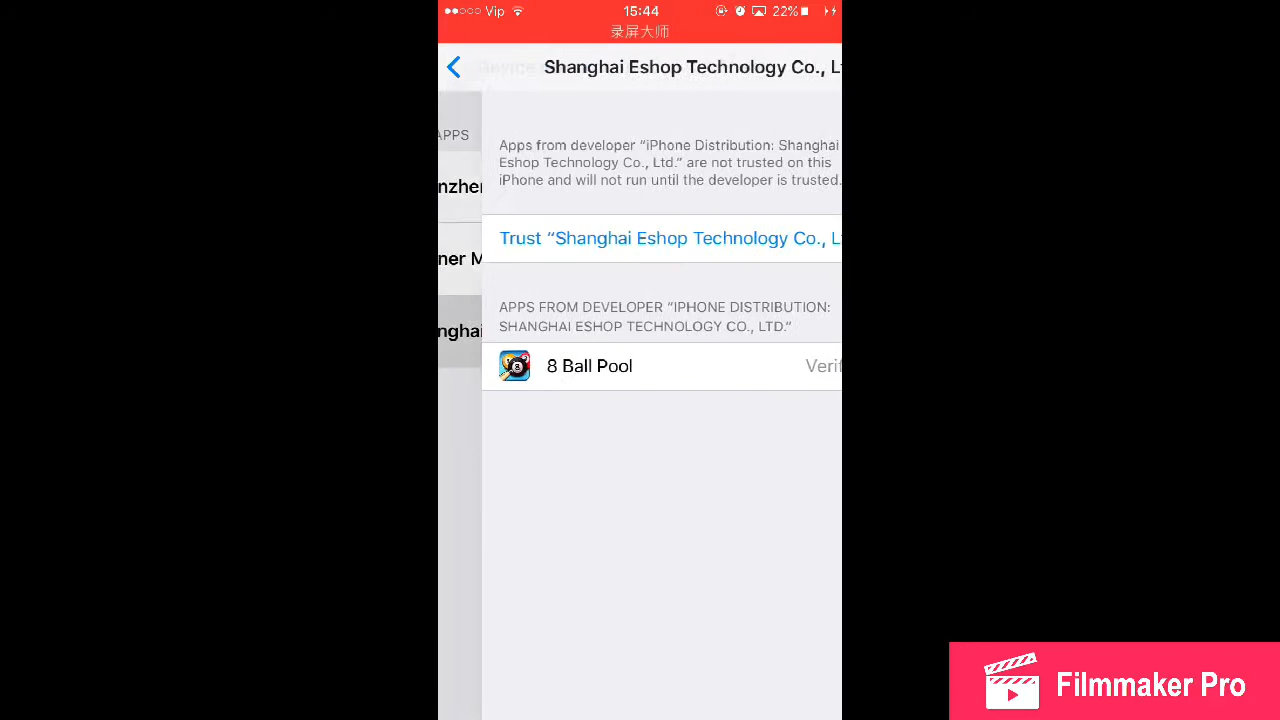 Vip 15:44 22%
录屏大师
Shanghai Eshop Technology Co., Lt
APPS
Apps from developer “iPhone Distribution: Shanghai
Eshop Technology Co., Ltd.” are not trusted on this
iPhone and will not run until the developer is trusted.
nzhen
Trust “Shanghai Eshop Technology Co., Lt
ner M
APPS FROM DEVELOPER “IPHONE DISTRIBUTION:
SHANGHAI ESHOP TECHNOLOGY CO., LTD.”
nghai
8 Ball Pool Verif
Filmmaker Pro